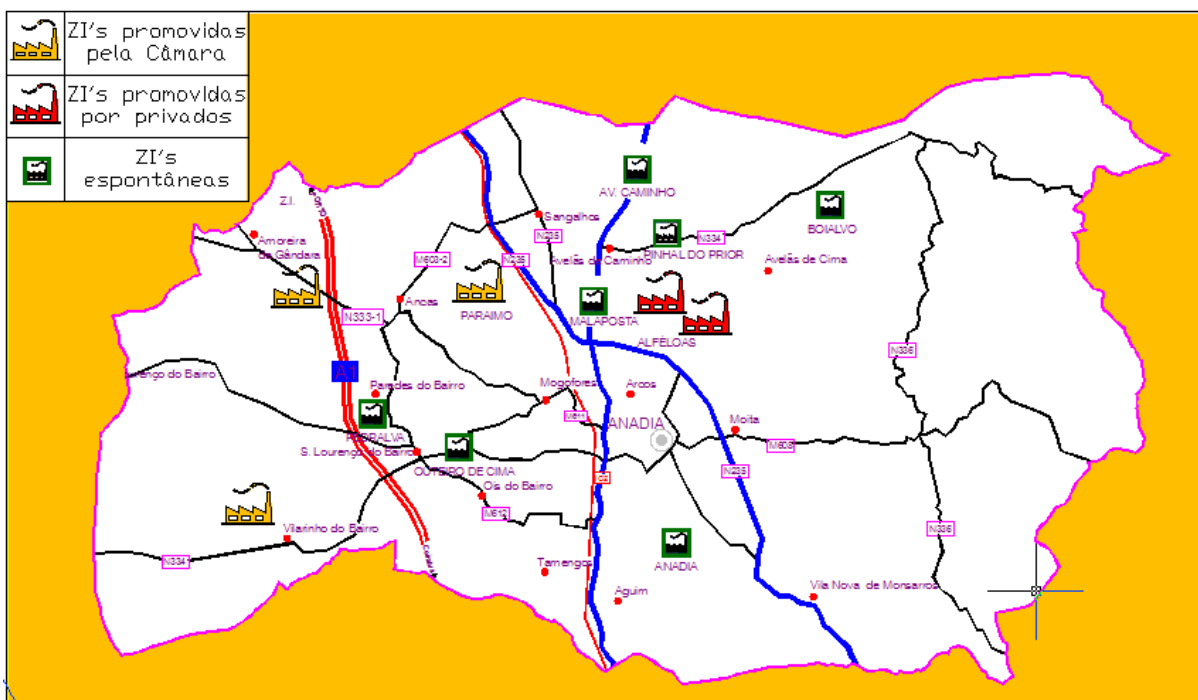 ZI's promovidas
pela Câmara
ZI's promovidas
por privados
ZI's
espontâneas
AV. CAMINHO
Z.I.
BOIALVO
Sangalhos
N235
N334
Amoreira
da Gândara
M603-2
N235
Avelãs de Caminho
PINHAL DO PRIOR
Avelãs de Cima
Ancas
PARAIMO
N333-1
MALAPOSTA
ALFÉLOAS
N336
A1
Paredes do Bairro
Mogofores
Arcos
M611
ANADIA
Moita
PEDRALVA
M608
S. Lourenço do Bairro
OUTEIRO DE CIMA
N235
Ois do Bairro
M612
Vilarinho do Bairro
N336
N334-1
ANADIA
Tamengos
Aguim
Vila Nova de Monsarros